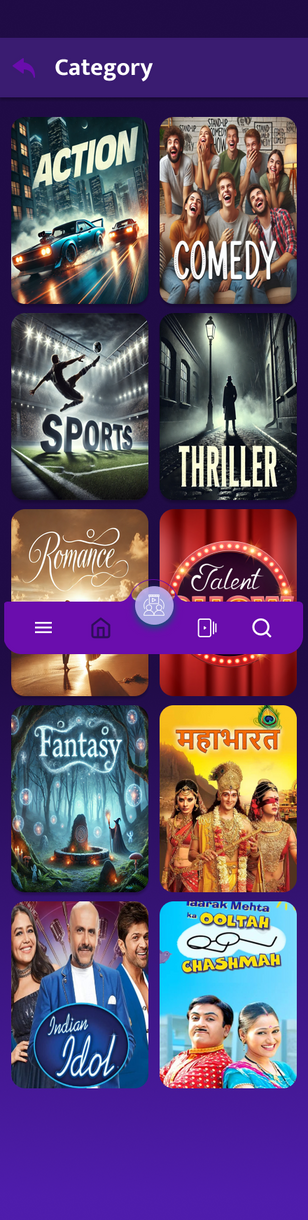 Category
ACTION
COMEDY
SPORTS
THRILLER
Romance
Talent
Fantasy
महाभारत
Indian
Idol
Taarak Mehta
ka OOLTAH
CHASHMAH